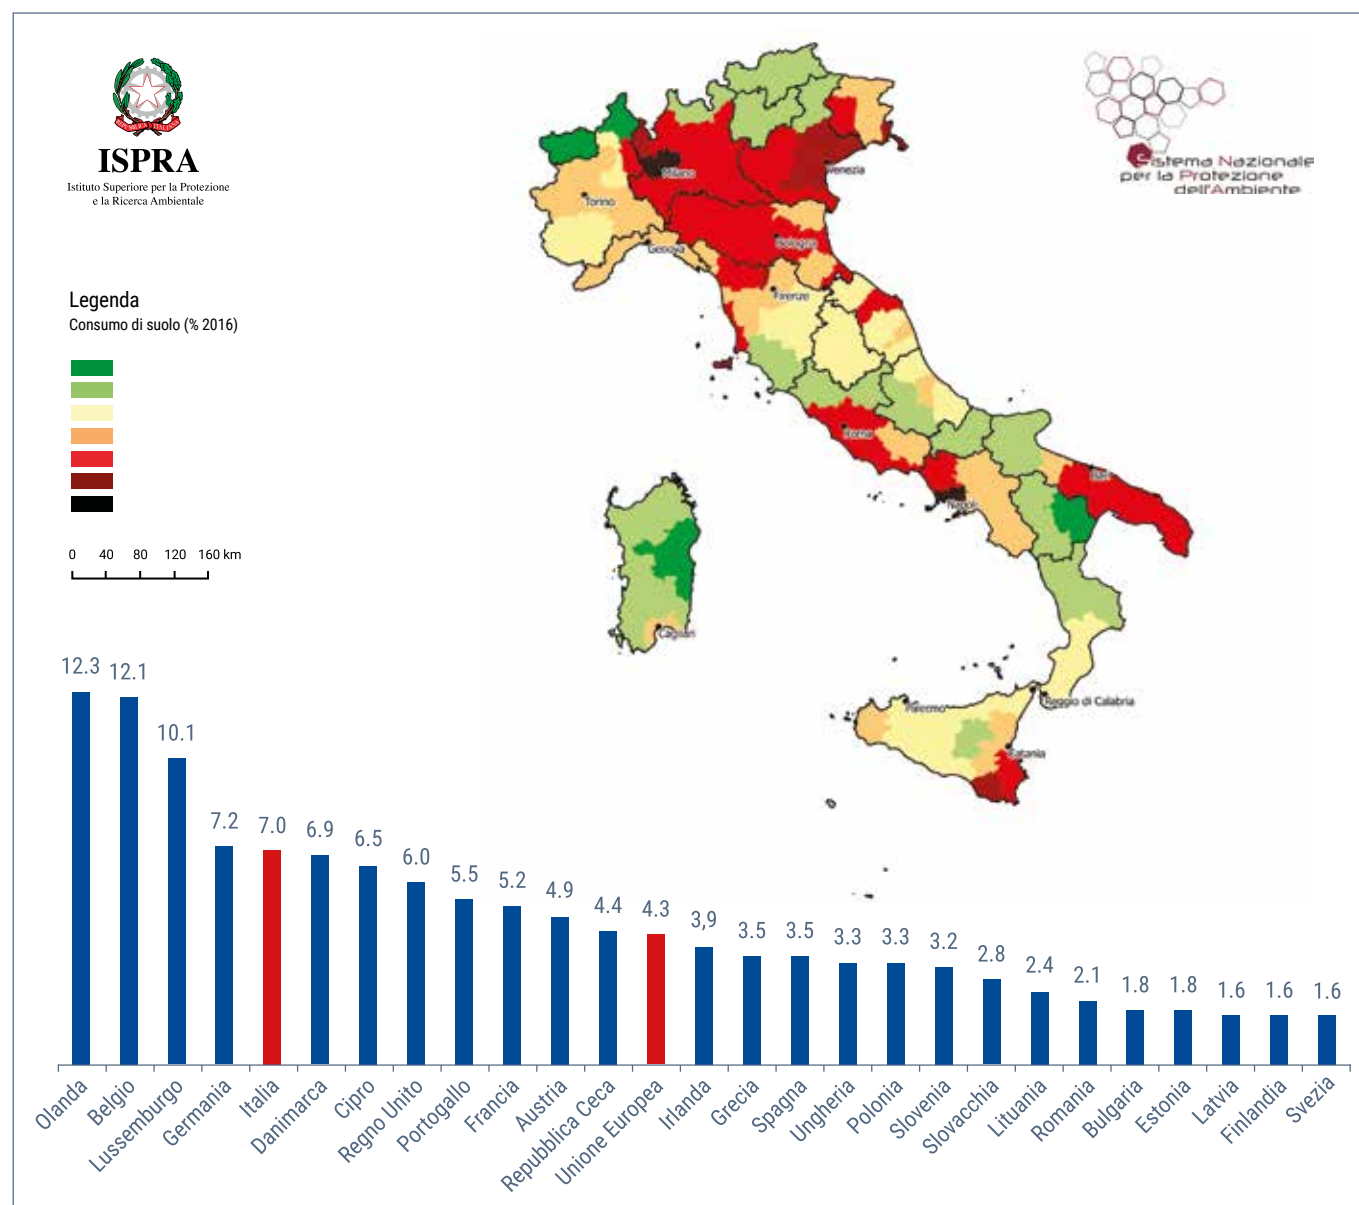 REPVBBLICA ITALIANA
ISPRA
Istituto Superiore per la Protezione
e la Ricerca Ambientale
Sistema Nazionale
per la Protezione
dell'Ambiente
Legenda
Consumo di suolo (% 2016)
0 40 80 120 160 km
Milano
Venezia
Torino
Genova
Bologna
Firenze
Roma
Napoli
Bari
Cagliari
Palermo
Reggio di Calabria
Catania
12.3 12.1 10.1 7.2 7.0 6.9 6.5 6.0 5.5 5.2 4.9 4.4 4.3 3,9 3.5 3.5 3.3 3.3 3.2 2.8 2.4 2.1 1.8 1.8 1.6 1.6 1.6
Olanda
Belgio
Lussemburgo
Germania
Italia
Danimarca
Cipro
Regno Unito
Portogallo
Francia
Austria
Repubblica Ceca
Unione Europea
Irlanda
Grecia
Spagna
Ungheria
Polonia
Slovenia
Slovacchia
Lituania
Romania
Bulgaria
Estonia
Latvia
Finlandia
Svezia